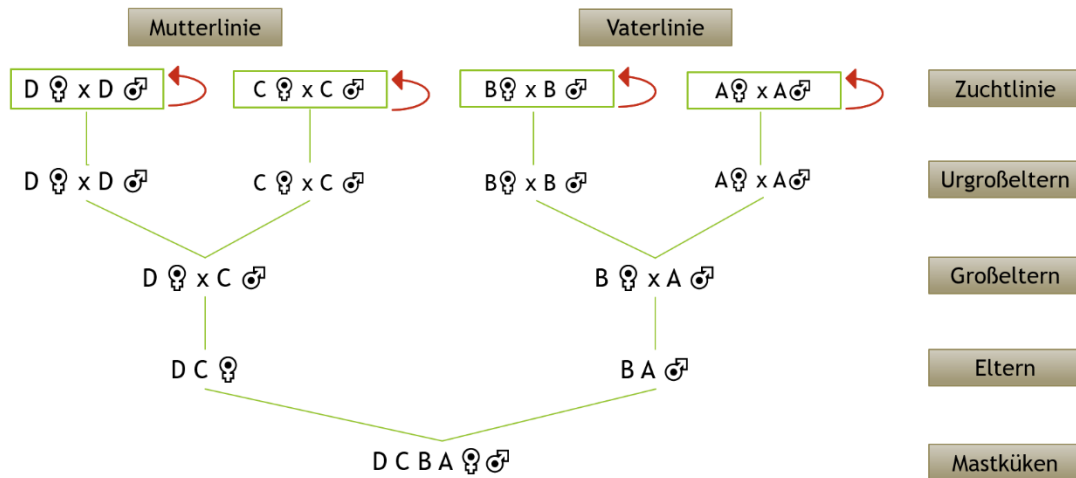 Mutterlinie Vaterlinie
D ♀ x D ♂ C ♀ x C ♂ B♀ x B ♂ A♀ x A♂ Zuchtlinie
D ♀ x D ♂ C ♀ x C ♂ B♀ x B ♂ A♀ x A♂ Urgroßeltern
D ♀ x C ♂ B ♀ x A ♂ Großeltern
D C ♀ B A ♂ Eltern
D C B A ♀ ♂ Mastküken